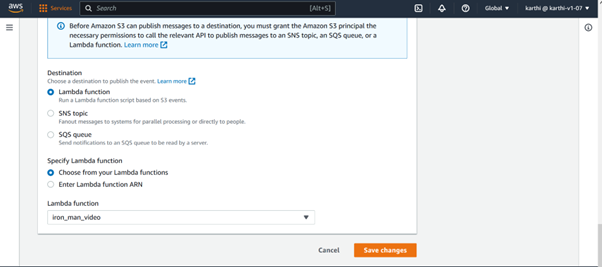 aws
Services
Search
[Alt+S]
Global
karthi @ karthi-v1-07
Before Amazon S3 can publish messages to a destination, you must grant the Amazon S3 principal the
necessary permissions to call the relevant API to publish messages to an SNS topic, an SQS queue, or a
Lambda function. Learn more
Destination
Choose a destination to publish the event. Learn more
Lambda function
Run a Lambda function script based on S3 events.
SNS topic
Fanout messages to systems for parallel processing or directly to people.
SQS queue
Send notifications to an SQS queue to be read by a server.
Specify Lambda function
Choose from your Lambda functions
Enter Lambda function ARN
Lambda function
iron_man_video
Cancel
Save changes